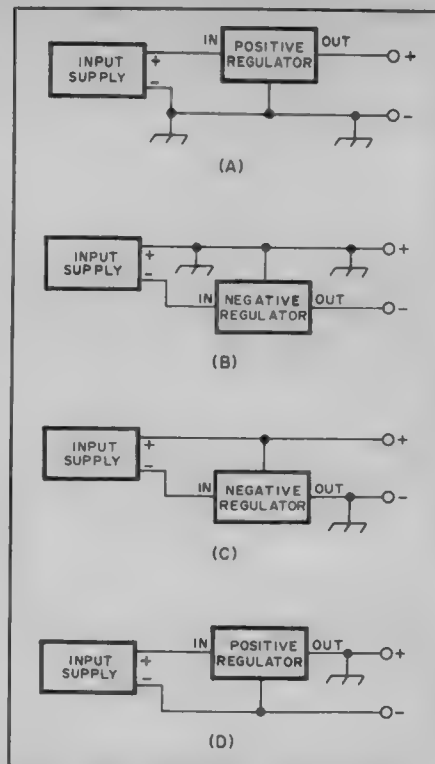 INPUT SUPPLY + -
IN POSITIVE REGULATOR OUT
+
-
(A)
INPUT SUPPLY + -
IN NEGATIVE REGULATOR OUT
+
-
(B)
INPUT SUPPLY + -
IN NEGATIVE REGULATOR OUT
+
-
(C)
INPUT SUPPLY + -
IN POSITIVE REGULATOR OUT
+
-
(D)